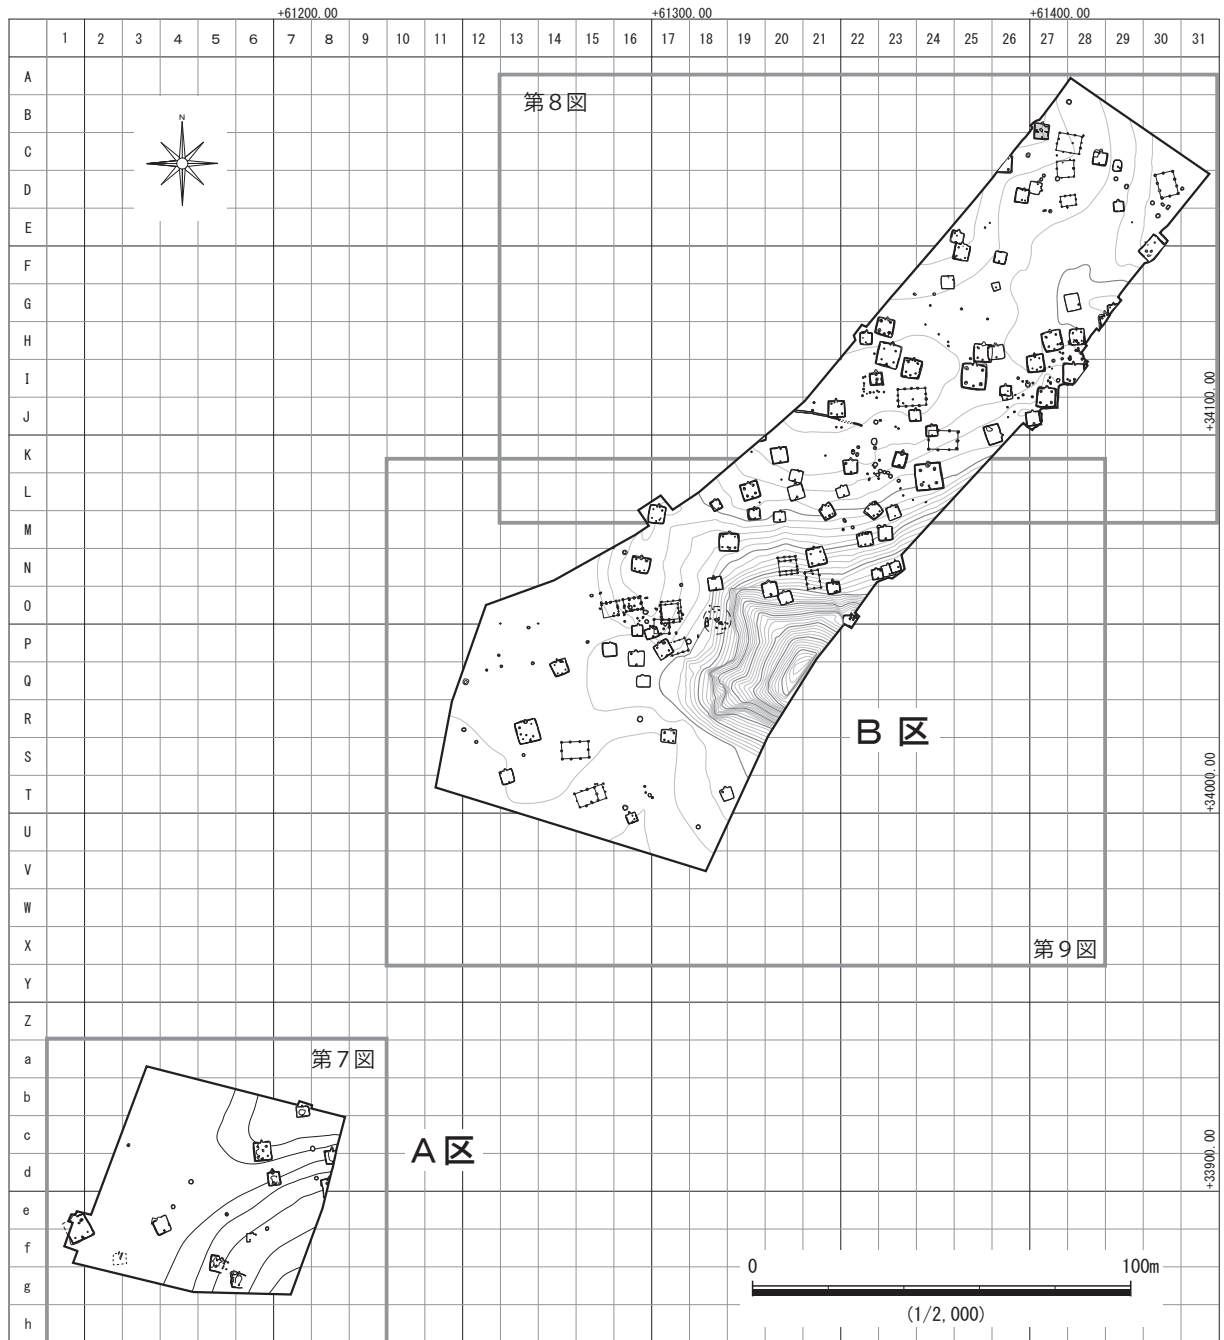 +61200.00 +61300.00 +61400.00
1 2 3 4 5 6 7 8 9 10 11 12 13 14 15 16 17 18 19 20 21 22 23 24 25 26 27 28 29 30 31
A
第8図
B
N
C
D
E
F
G
H
I
+34100.00
J
K
L
M
N
O
P
Q
R
B 区
S
T
+34000.00
U
V
W
X
第9図
Y
Z
a
第7図
b
c
A 区
+33900.00
d
e
f
0 100m
g
(1/2,000)
h